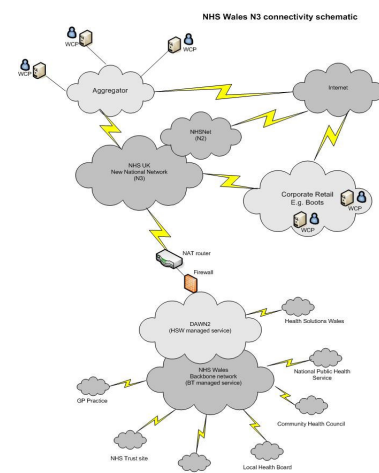 NHS Wales N3 connectivity schematic
WCP
WCP
WCP
Aggregator
Internet
NHSNet
(N2)
NHS UK
New National Network
(N3)
Corporate Retail
E.g. Boots
WCP
WCP
NAT router
Firewall
DAWN2
(HSW managed service)
Health Solutions Wales
NHS Wales
Backbone network
(BT managed service)
National Public Health
Service
GP Practice
Community Health Council
NHS Trust site
Local Health Board